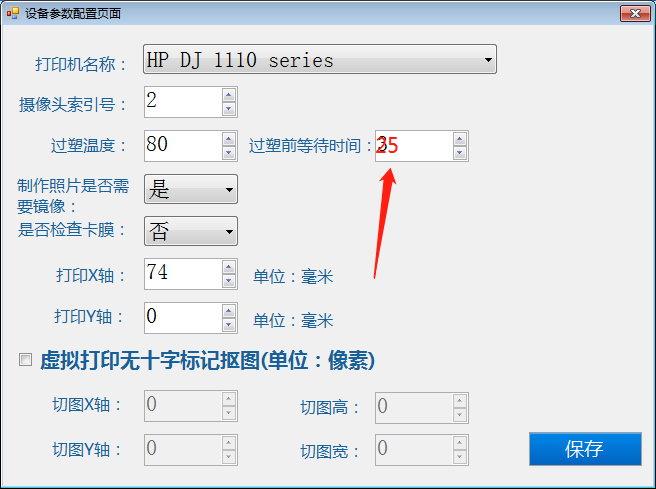 设备参数配置页面
打印机名称： HP DJ 1110 series
摄像头索引号： 2
过塑温度： 80 过塑前等待时间： 25
制作照片是否需
要镜像： 是
是否检查卡膜： 否
打印X轴： 74 单位：毫米
打印Y轴： 0 单位：毫米
虚拟打印无十字标记抠图(单位：像素)
切图X轴： 0 切图高： 0
切图Y轴： 0 切图宽： 0
保存